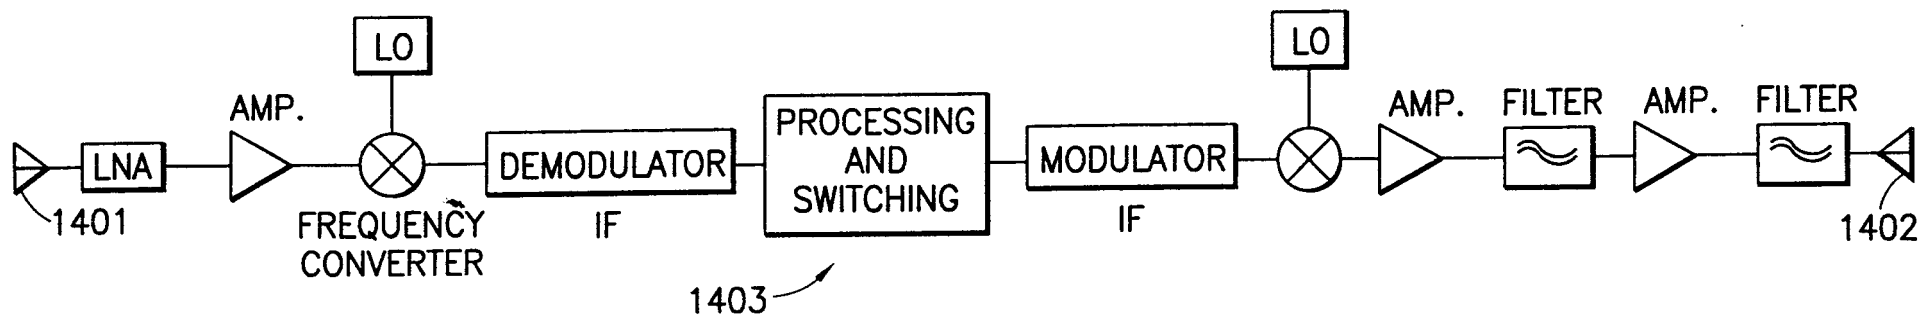 LO
LO
AMP.
AMP.
FILTER
AMP.
FILTER
LNA
DEMODULATOR
PROCESSING
AND
SWITCHING
MODULATOR
1401
FREQUENCY
CONVERTER
IF
IF
1402
1403